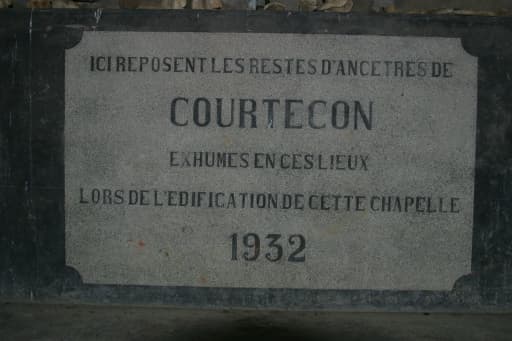 ICI REPOSENT LES RESTES D'ANCETRES DE
COURTECON
EXHUMES EN CES LIEUX
LORS DE L'EDIFICATION DE CETTE CHAPELLE
1932